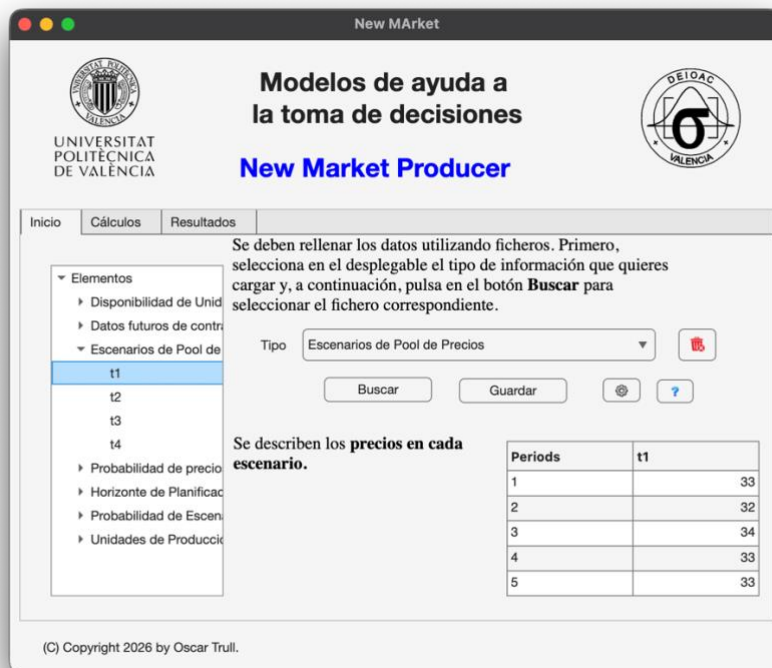 New MArket
UNIVERSITAT POLITÈCNICA VALENCIA
UNIVERSITAT
POLITÈCNICA
DE VALÈNCIA
Modelos de ayuda a
la toma de decisiones
New Market Producer
DEIOAC
σ
VALENCIA
Inicio
Cálculos
Resultados
Elementos
Disponibilidad de Unid
Datos futuros de contra
Escenarios de Pool de
t1
t2
t3
t4
Probabilidad de precio
Horizonte de Planificac
Probabilidad de Escen
Unidades de Producció
Se deben rellenar los datos utilizando ficheros. Primero,
selecciona en el desplegable el tipo de información que quieres
cargar y, a continuación, pulsa en el botón Buscar para
seleccionar el fichero correspondiente.
Tipo
Escenarios de Pool de Precios
Buscar
Guardar
?
Se describen los precios en cada
escenario.
Periods t1
1 33
2 32
3 34
4 33
5 33
(C) Copyright 2026 by Oscar Trull.